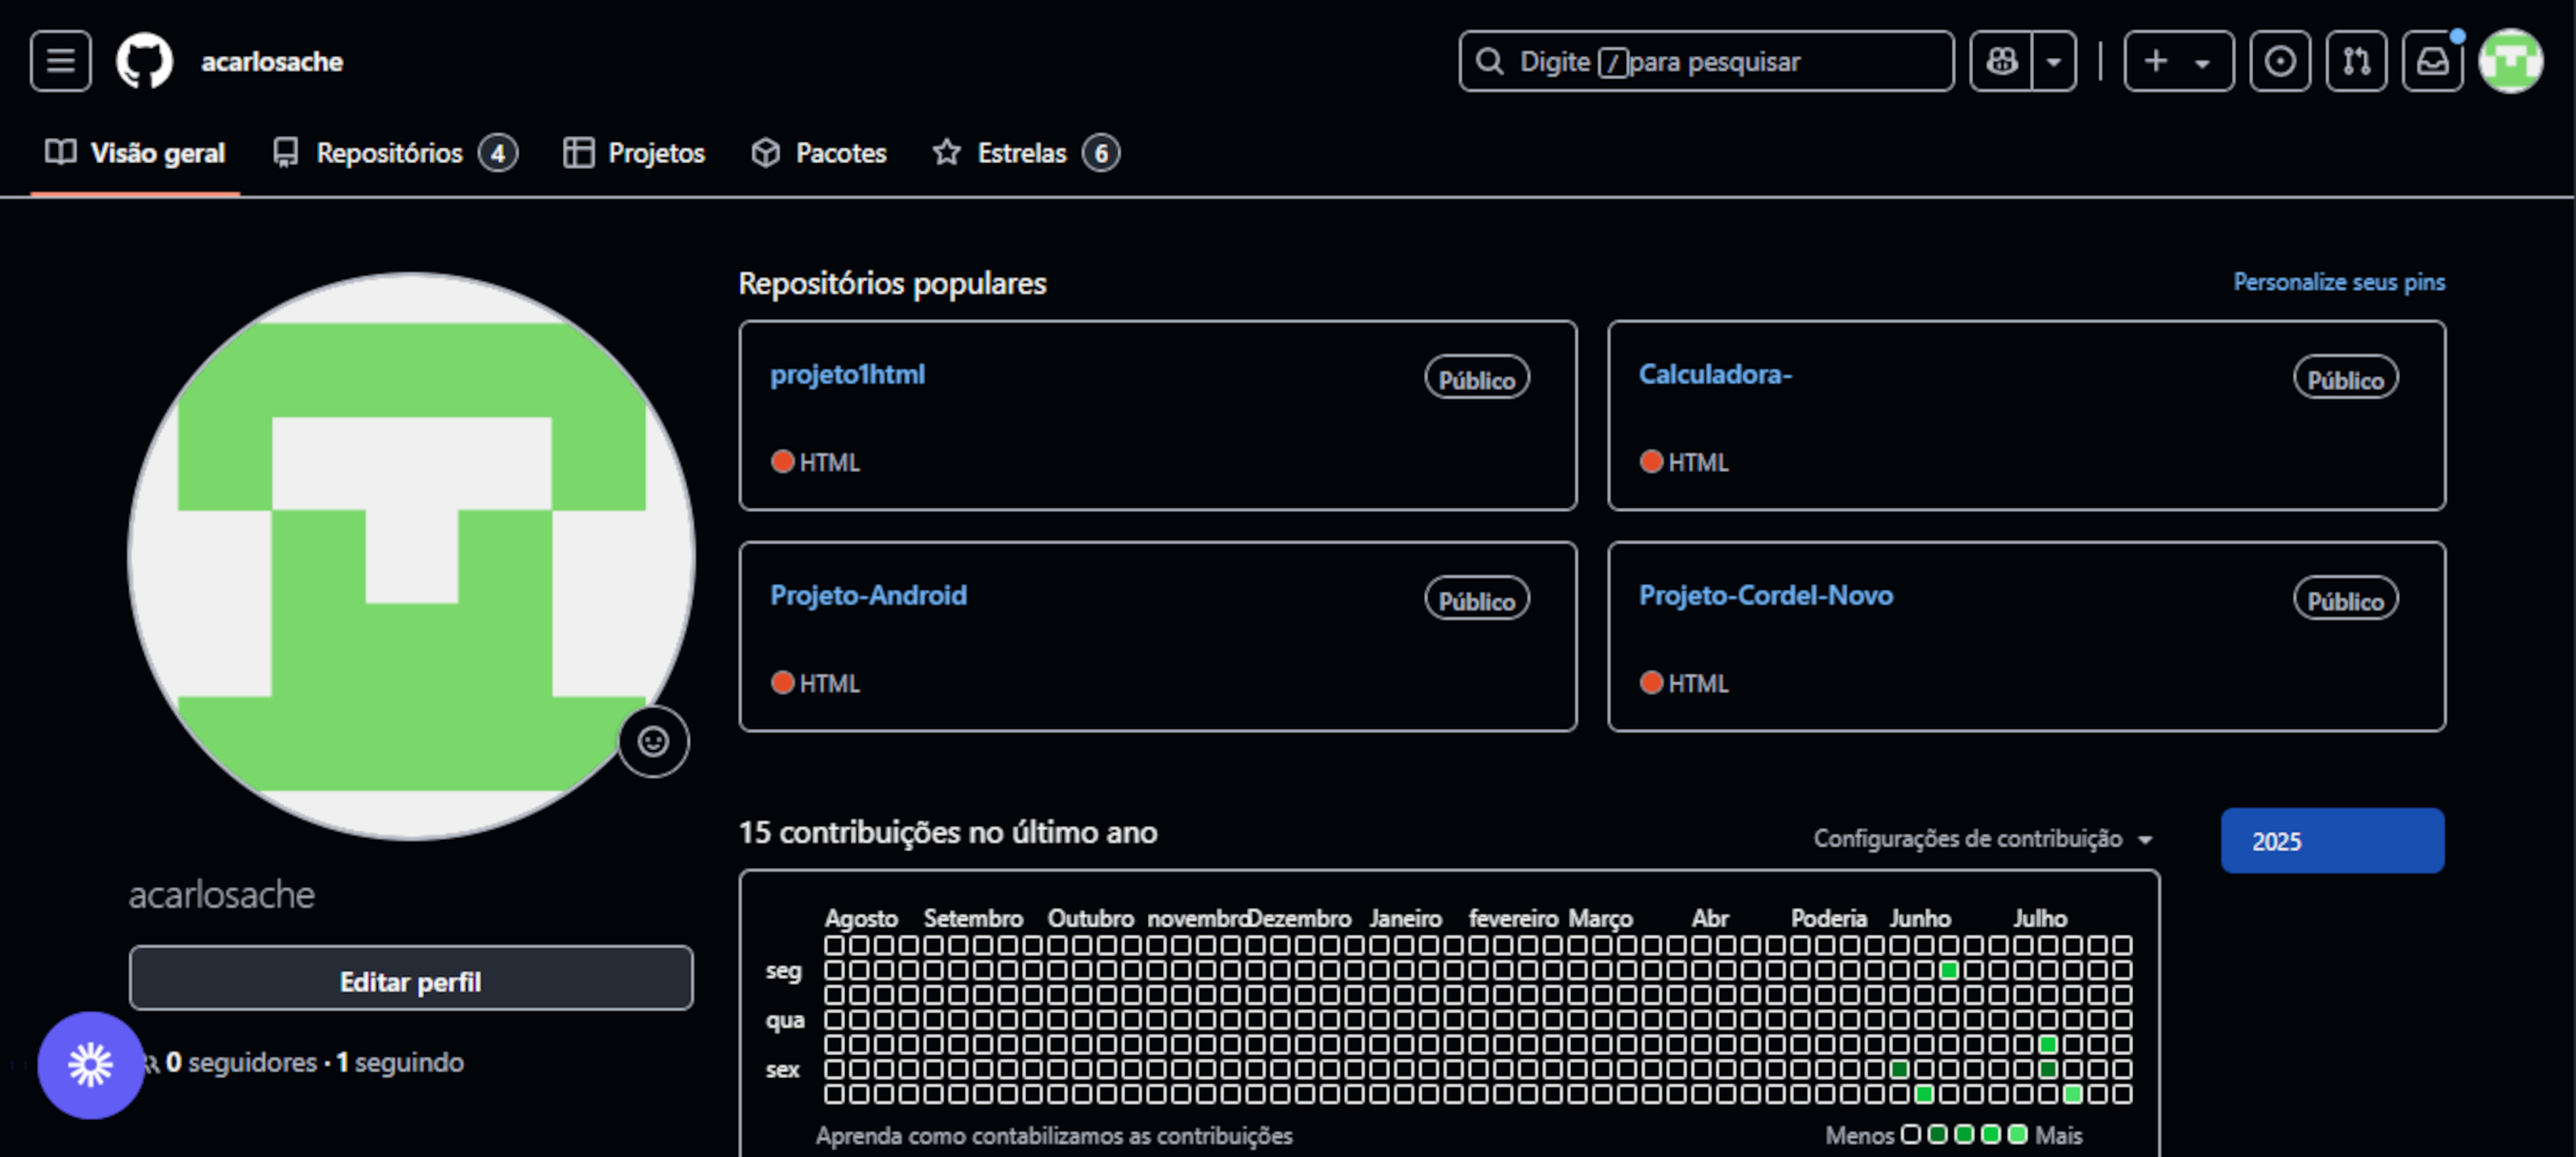 acarlosache
Digite / para pesquisar
Visão geral Repositórios 4 Projetos Pacotes Estrelas 6
Repositórios populares
Personalize seus pins
projeto1html Público
HTML
Calculadora- Público
HTML
Projeto-Android Público
HTML
Projeto-Cordel-Novo Público
HTML
acarlosache
Editar perfil
0 seguidores · 1 seguindo
15 contribuições no último ano
Configurações de contribuição
2025
Agosto Setembro Outubro novembro Dezembro Janeiro fevereiro Março Abr Poderia Junho Julho
seg
qua
sex
Aprenda como contabilizamos as contribuições
Menos Mais